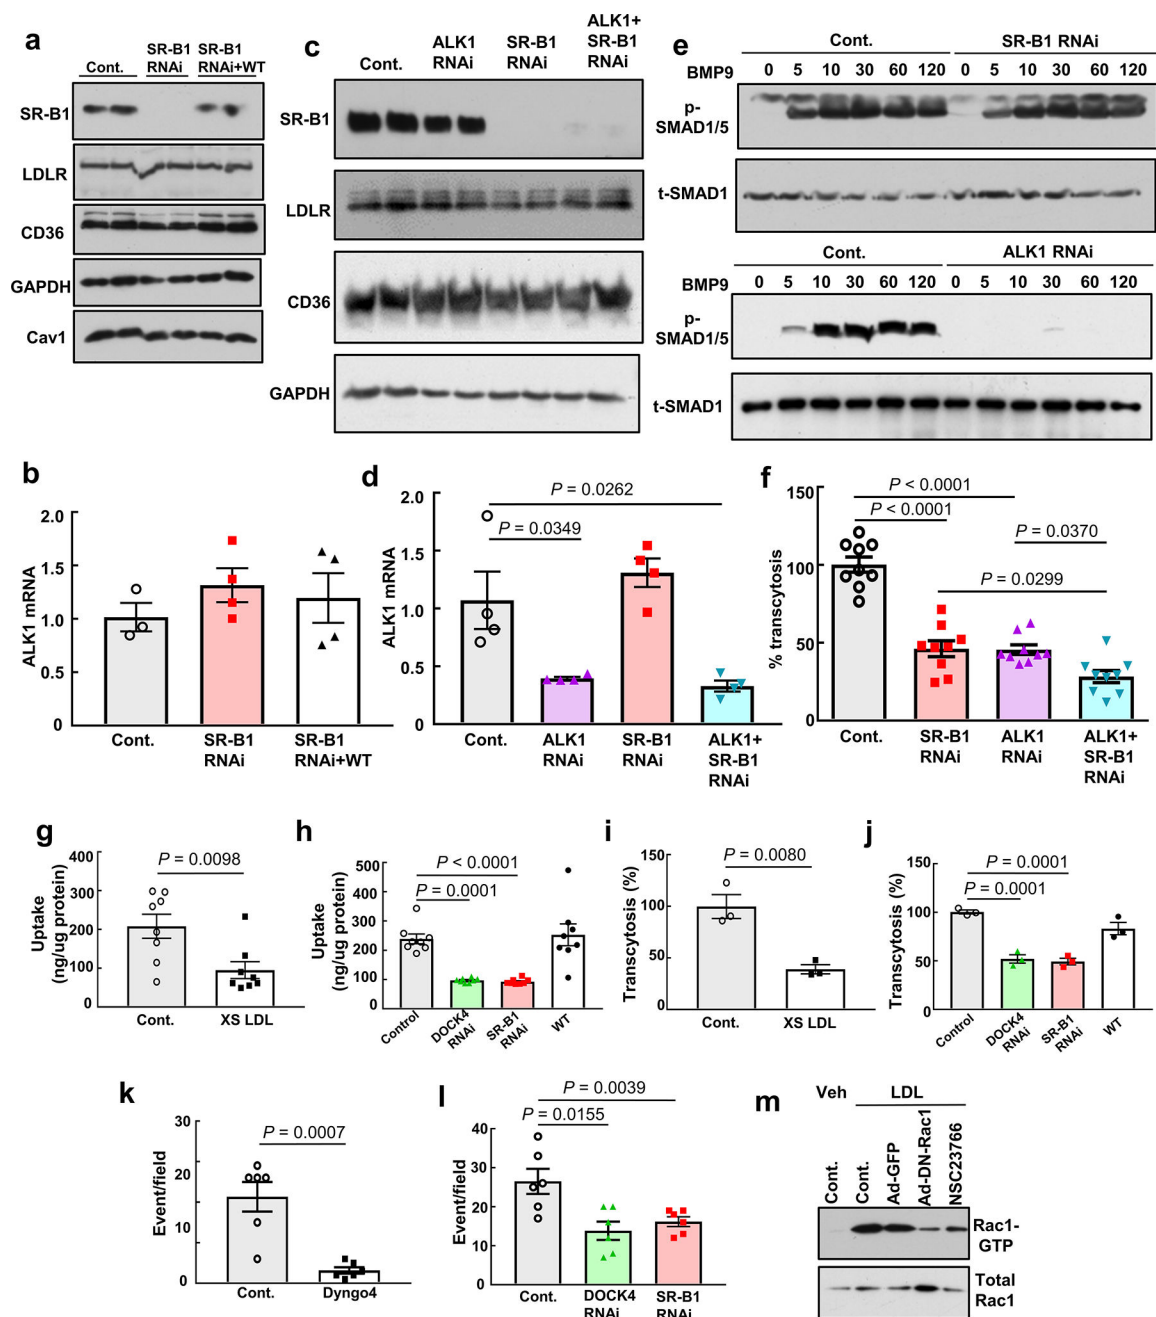 a
Cont.
SR-B1
RNAi
SR-B1
RNAi+WT
SR-B1
LDLR
CD36
GAPDH
Cav1
c
Cont.
ALK1
RNAi
SR-B1
RNAi
ALK1+
SR-B1
RNAi
SR-B1
LDLR
CD36
GAPDH
e
Cont.
SR-B1 RNAi
BMP9 0 5 10 30 60 120 0 5 10 30 60 120
p-
SMAD1/5
t-SMAD1
Cont.
ALK1 RNAi
BMP9 0 5 10 30 60 120 0 5 10 30 60 120
p-
SMAD1/5
t-SMAD1
b
ALK1 mRNA
2.0
1.5
1.0
0.5
0
Cont.
SR-B1
RNAi
SR-B1
RNAi+WT
d
ALK1 mRNA
2.0
1.5
1.0
0.5
0
P = 0.0262
P = 0.0349
Cont.
ALK1
RNAi
SR-B1
RNAi
ALK1+
SR-B1
RNAi
f
% transcytosis
150
100
50
0
P < 0.0001
P < 0.0001
P = 0.0370
P = 0.0299
Cont.
SR-B1
RNAi
ALK1
RNAi
ALK1+
SR-B1
RNAi
g
Uptake
(ng/ug protein)
400
300
200
100
0
P = 0.0098
Cont.
XS LDL
h
Uptake
(ng/ug protein)
500
400
300
200
100
0
P < 0.0001
P = 0.0001
Control
DOCK4
RNAi
SR-B1
RNAi
WT
i
Transcytosis (%)
150
100
50
0
P = 0.0080
Cont.
XS LDL
j
Transcytosis (%)
150
100
50
0
P = 0.0001
P = 0.0001
Control
DOCK4
RNAi
SR-B1
RNAi
WT
k
Event/field
30
20
10
0
P = 0.0007
Cont.
Dyngo4
l
Event/field
40
30
20
10
0
P = 0.0039
P = 0.0155
Cont.
DOCK4
RNAi
SR-B1
RNAi
m
Veh
LDL
Cont.
Cont.
Ad-GFP
Ad-DN-Rac1
NSC23766
Rac1-
GTP
Total
Rac1